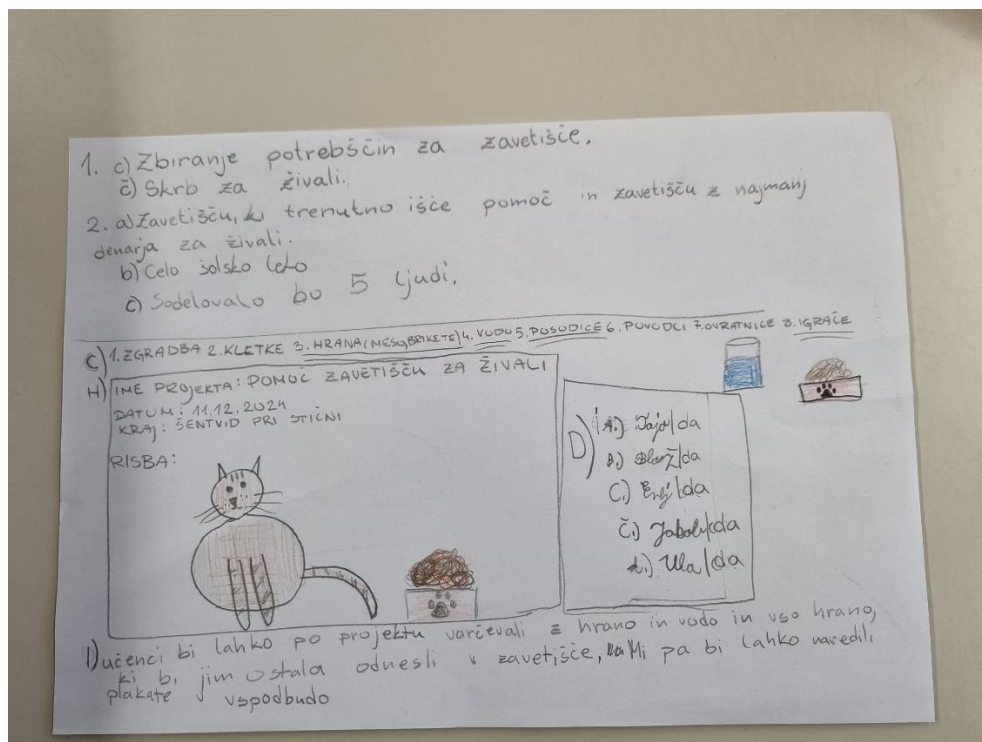 1. c) Zbiranje potrebščin za zavetišče.
č) Skrb za živali.
2. a) Zavetišču, ki trenutno išče pomoč in zavetišču z najmanj
denarja za živali.
b) Celo šolsko leto
c) Sodelovalo bo 5 ljudi.
C) 1. ZGRADBA 2. KLETKE 3. HRANA (MESO, BRIKETE) 4. VODU 5. POSODICE 6. POVODCI 7. OVRATNICE 8. IGRAČE
H) IME PROJEKTA: POMOČ ZAVETIŠČU ZA ŽIVALI
DATUM: 11.12.2024
KRAJ: ŠENTVID PRI STIČNI
RISBA:
D) A.) /da
B.) Blaž/da
C.) /da
Č.) /da
Ula/da
I) učenci bi lahko po projektu varčevali z hrano in vodo in vso hrano,
ki bi jim ostala odnesli v zavetišče, Mi pa bi lahko naredili
plakate v vspodbudo